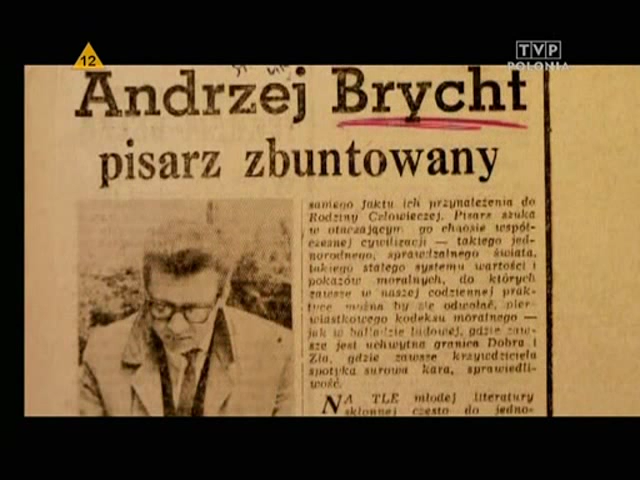 12
TVP
POLONIA
Andrzej Brycht
pisarz zbuntowany
samego faktu ich przynależenia do
Rodziny Człowieczej. Pisarz szuka
w otaczającym go chaosie współ-
czesnej cywilizacji — takiego jed-
norodnego, sprawdzalnego świata,
takiego stałego systemu wartości i
pokazów moralnych, do których
zawsze w naszej codziennej prak-
tyce można by się odwołać, pier-
wiastkowego kodeksu moralnego —
jak w balladzie ludowej, gdzie zaw-
sze jest uchwytna granica Dobra i
Zła, gdzie zawsze krzywdziciela
spotyka surowa kara, sprawiedli-
wość.
NA TLE młodej literatury
skłonnej często do jedno-